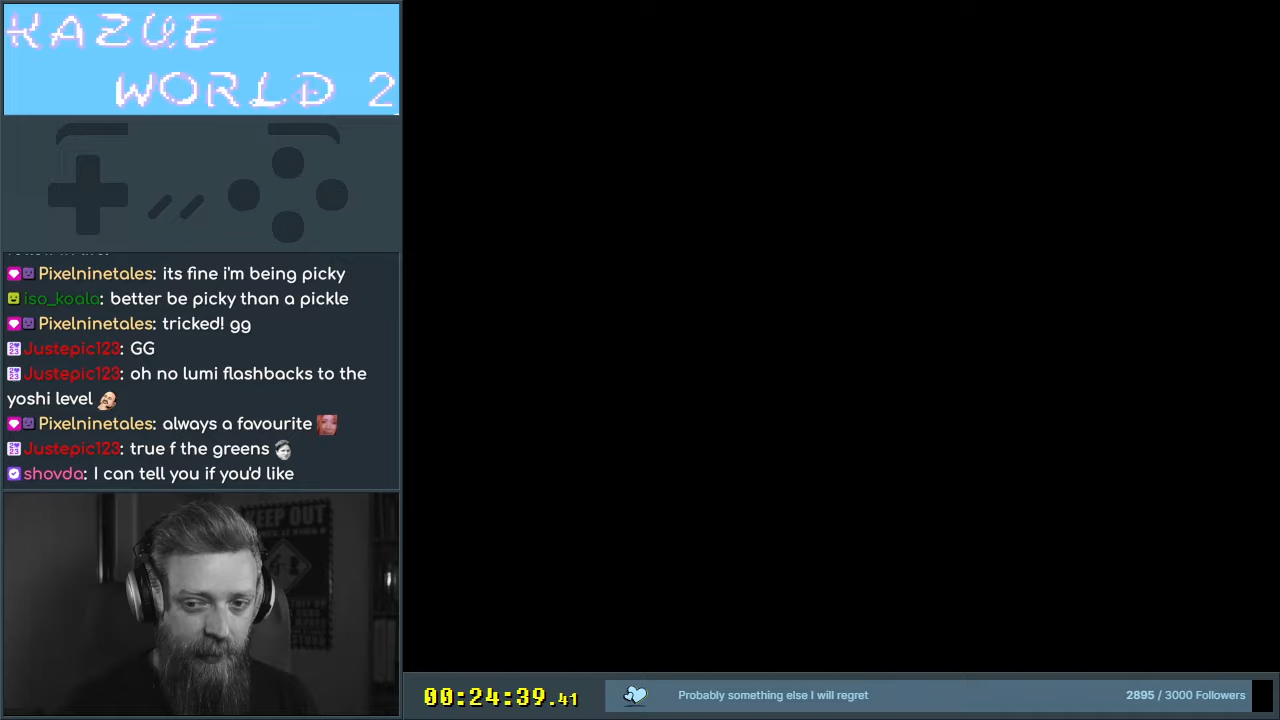 KAZUE
WORLD 2
Pixelninetales: its fine i'm being picky
iso_koala: better be picky than a pickle
Pixelninetales: tricked! gg
Justepic123: GG
Justepic123: oh no lumi flashbacks to the
yoshi level
Pixelninetales: always a favourite
Justepic123: true f the greens
shovda: I can tell you if you'd like
KEEP OUT
00:24:39.41
Probably something else I will regret
2895 / 3000 Followers